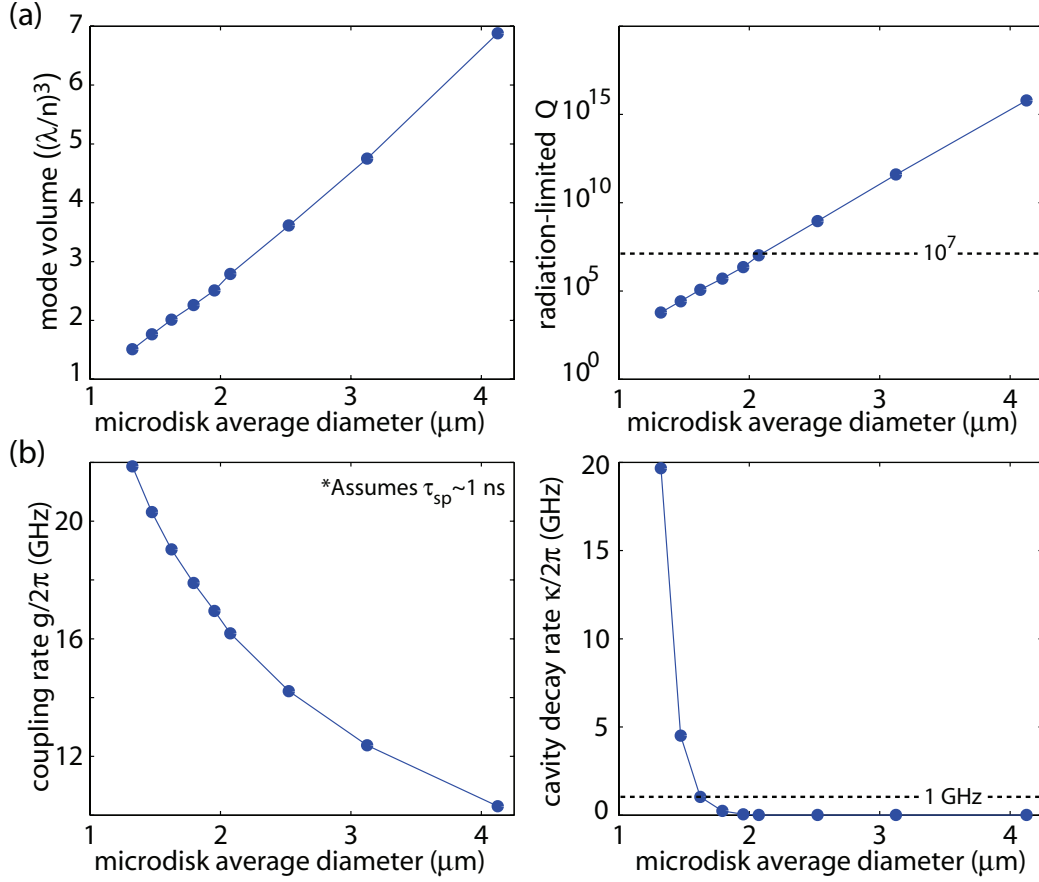 (a)
mode volume ((λ/n)³)
7
6
5
4
3
2
1
1 2 3 4
microdisk average diameter (μm)
radiation-limited Q
10¹⁵
10¹⁰
10⁵
10⁰
10⁷
1 2 3 4
microdisk average diameter (μm)
(b)
coupling rate g/2π (GHz)
*Assumes τsp~1 ns
20
16
12
1 2 3 4
microdisk average diameter (μm)
cavity decay rate κ/2π (GHz)
20
15
10
5
0
1 GHz
1 2 3 4
microdisk average diameter (μm)